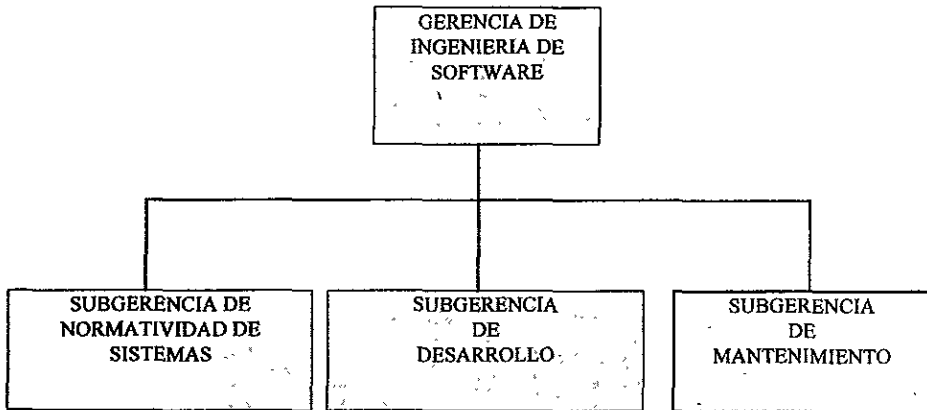 GERENCIA DE
INGENIERIA DE
SOFTWARE
SUBGERENCIA DE
NORMATIVIDAD DE
SISTEMAS
SUBGERENCIA
DE
DESARROLLO
SUBGERENCIA
DE
MANTENIMIENTO